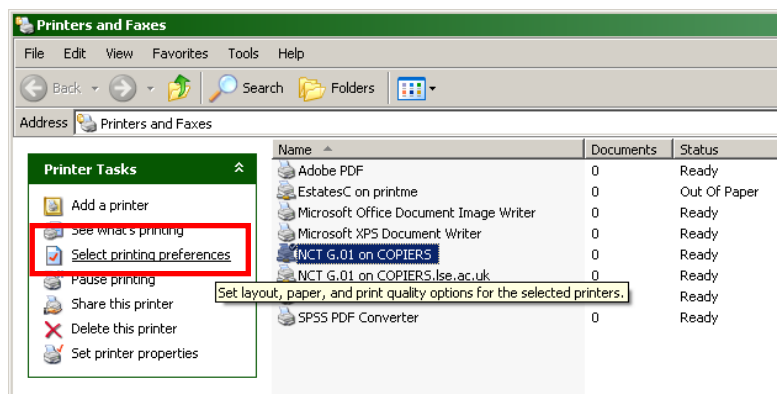 Printers and Faxes
File Edit View Favorites Tools Help
Back Search Folders
Address Printers and Faxes
Printer Tasks
Add a printer
See what's printing
Select printing preferences
Pause printing
Share this printer
Delete this printer
Set printer properties
Name Documents Status
Adobe PDF 0 Ready
EstatesC on printme 0 Out Of Paper
Microsoft Office Document Image Writer 0 Ready
Microsoft XPS Document Writer 0 Ready
NCT G.01 on COPIERS 0 Ready
NCT G.01 on COPIERS.lse.ac.uk 0 Ready
Set layout, paper, and print quality options for the selected printers.
Ready
SPSS PDF Converter 0 Ready